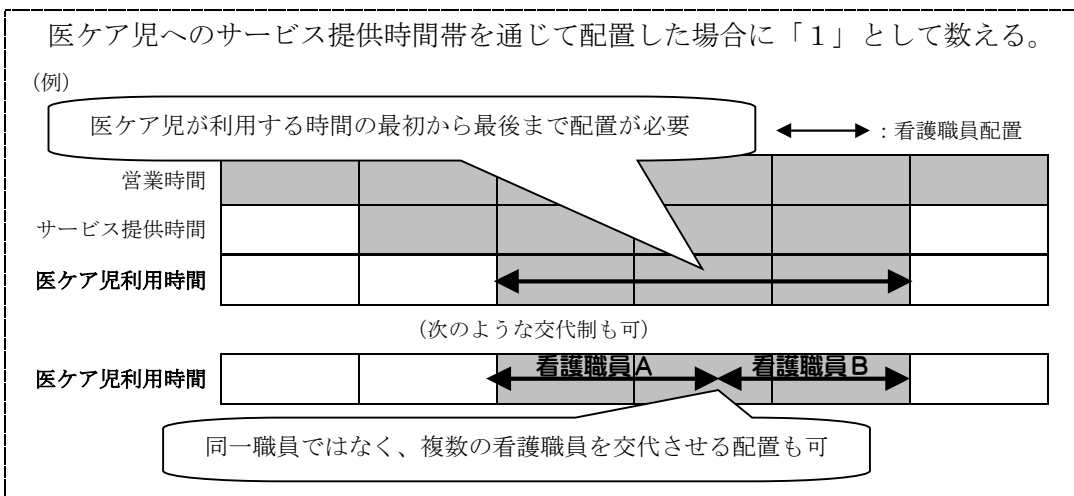 医ケア児へのサービス提供時間帯を通じて配置した場合に「１」として数える。
（例）
医ケア児が利用する時間の最初から最後まで配置が必要
：看護職員配置
営業時間
サービス提供時間
医ケア児利用時間
（次のような交代制も可）
医ケア児利用時間
看護職員A
看護職員B
同一職員ではなく、複数の看護職員を交代させる配置も可